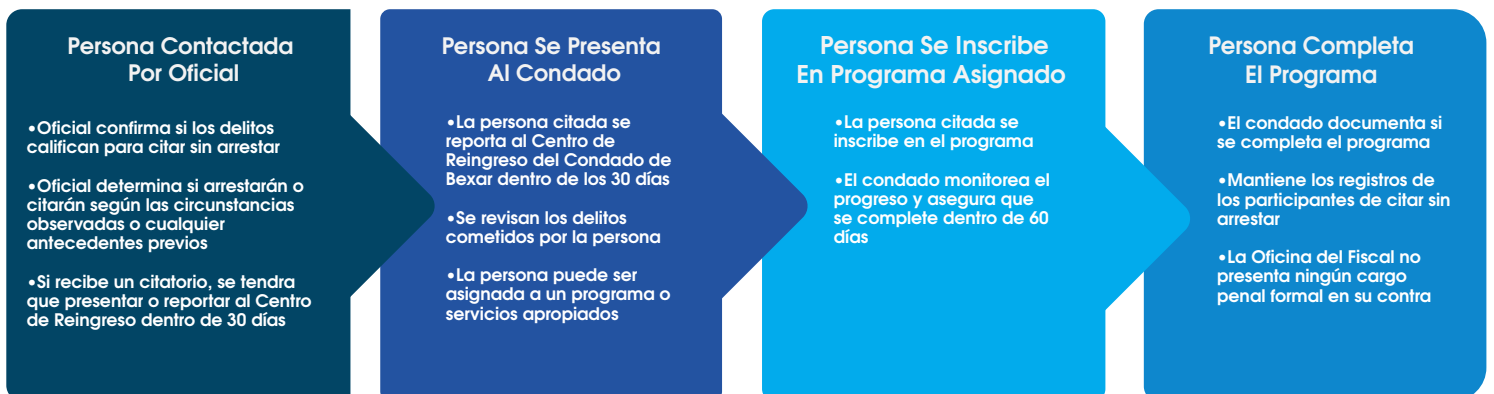 Persona Contactada
Por Oficial
•Oficial confirma si los delitos
califican para citar sin arrestar
•Oficial determina si arrestarán o
citarán según las circunstancias
observadas o cualquier
antecedentes previos
•Si recibe un citatorio, se tendra
que presentar o reportar al Centro
de Reingreso dentro de 30 días
Persona Se Presenta
Al Condado
•La persona citada se
reporta al Centro de
Reingreso del Condado de
Bexar dentro de los 30 días
•Se revisan los delitos
cometidos por la persona
•La persona puede ser
asignada a un programa o
servicios apropiados
Persona Se Inscribe
En Programa Asignado
•La persona citada se
inscribe en el programa
•El condado monitorea el
progreso y asegura que
se complete dentro de 60
días
Persona Completa
El Programa
•El condado documenta si
se completa el programa
•Mantiene los registros de
los participantes de citar sin
arrestar
•La Oficina del Fiscal no
presenta ningún cargo
penal formal en su contra